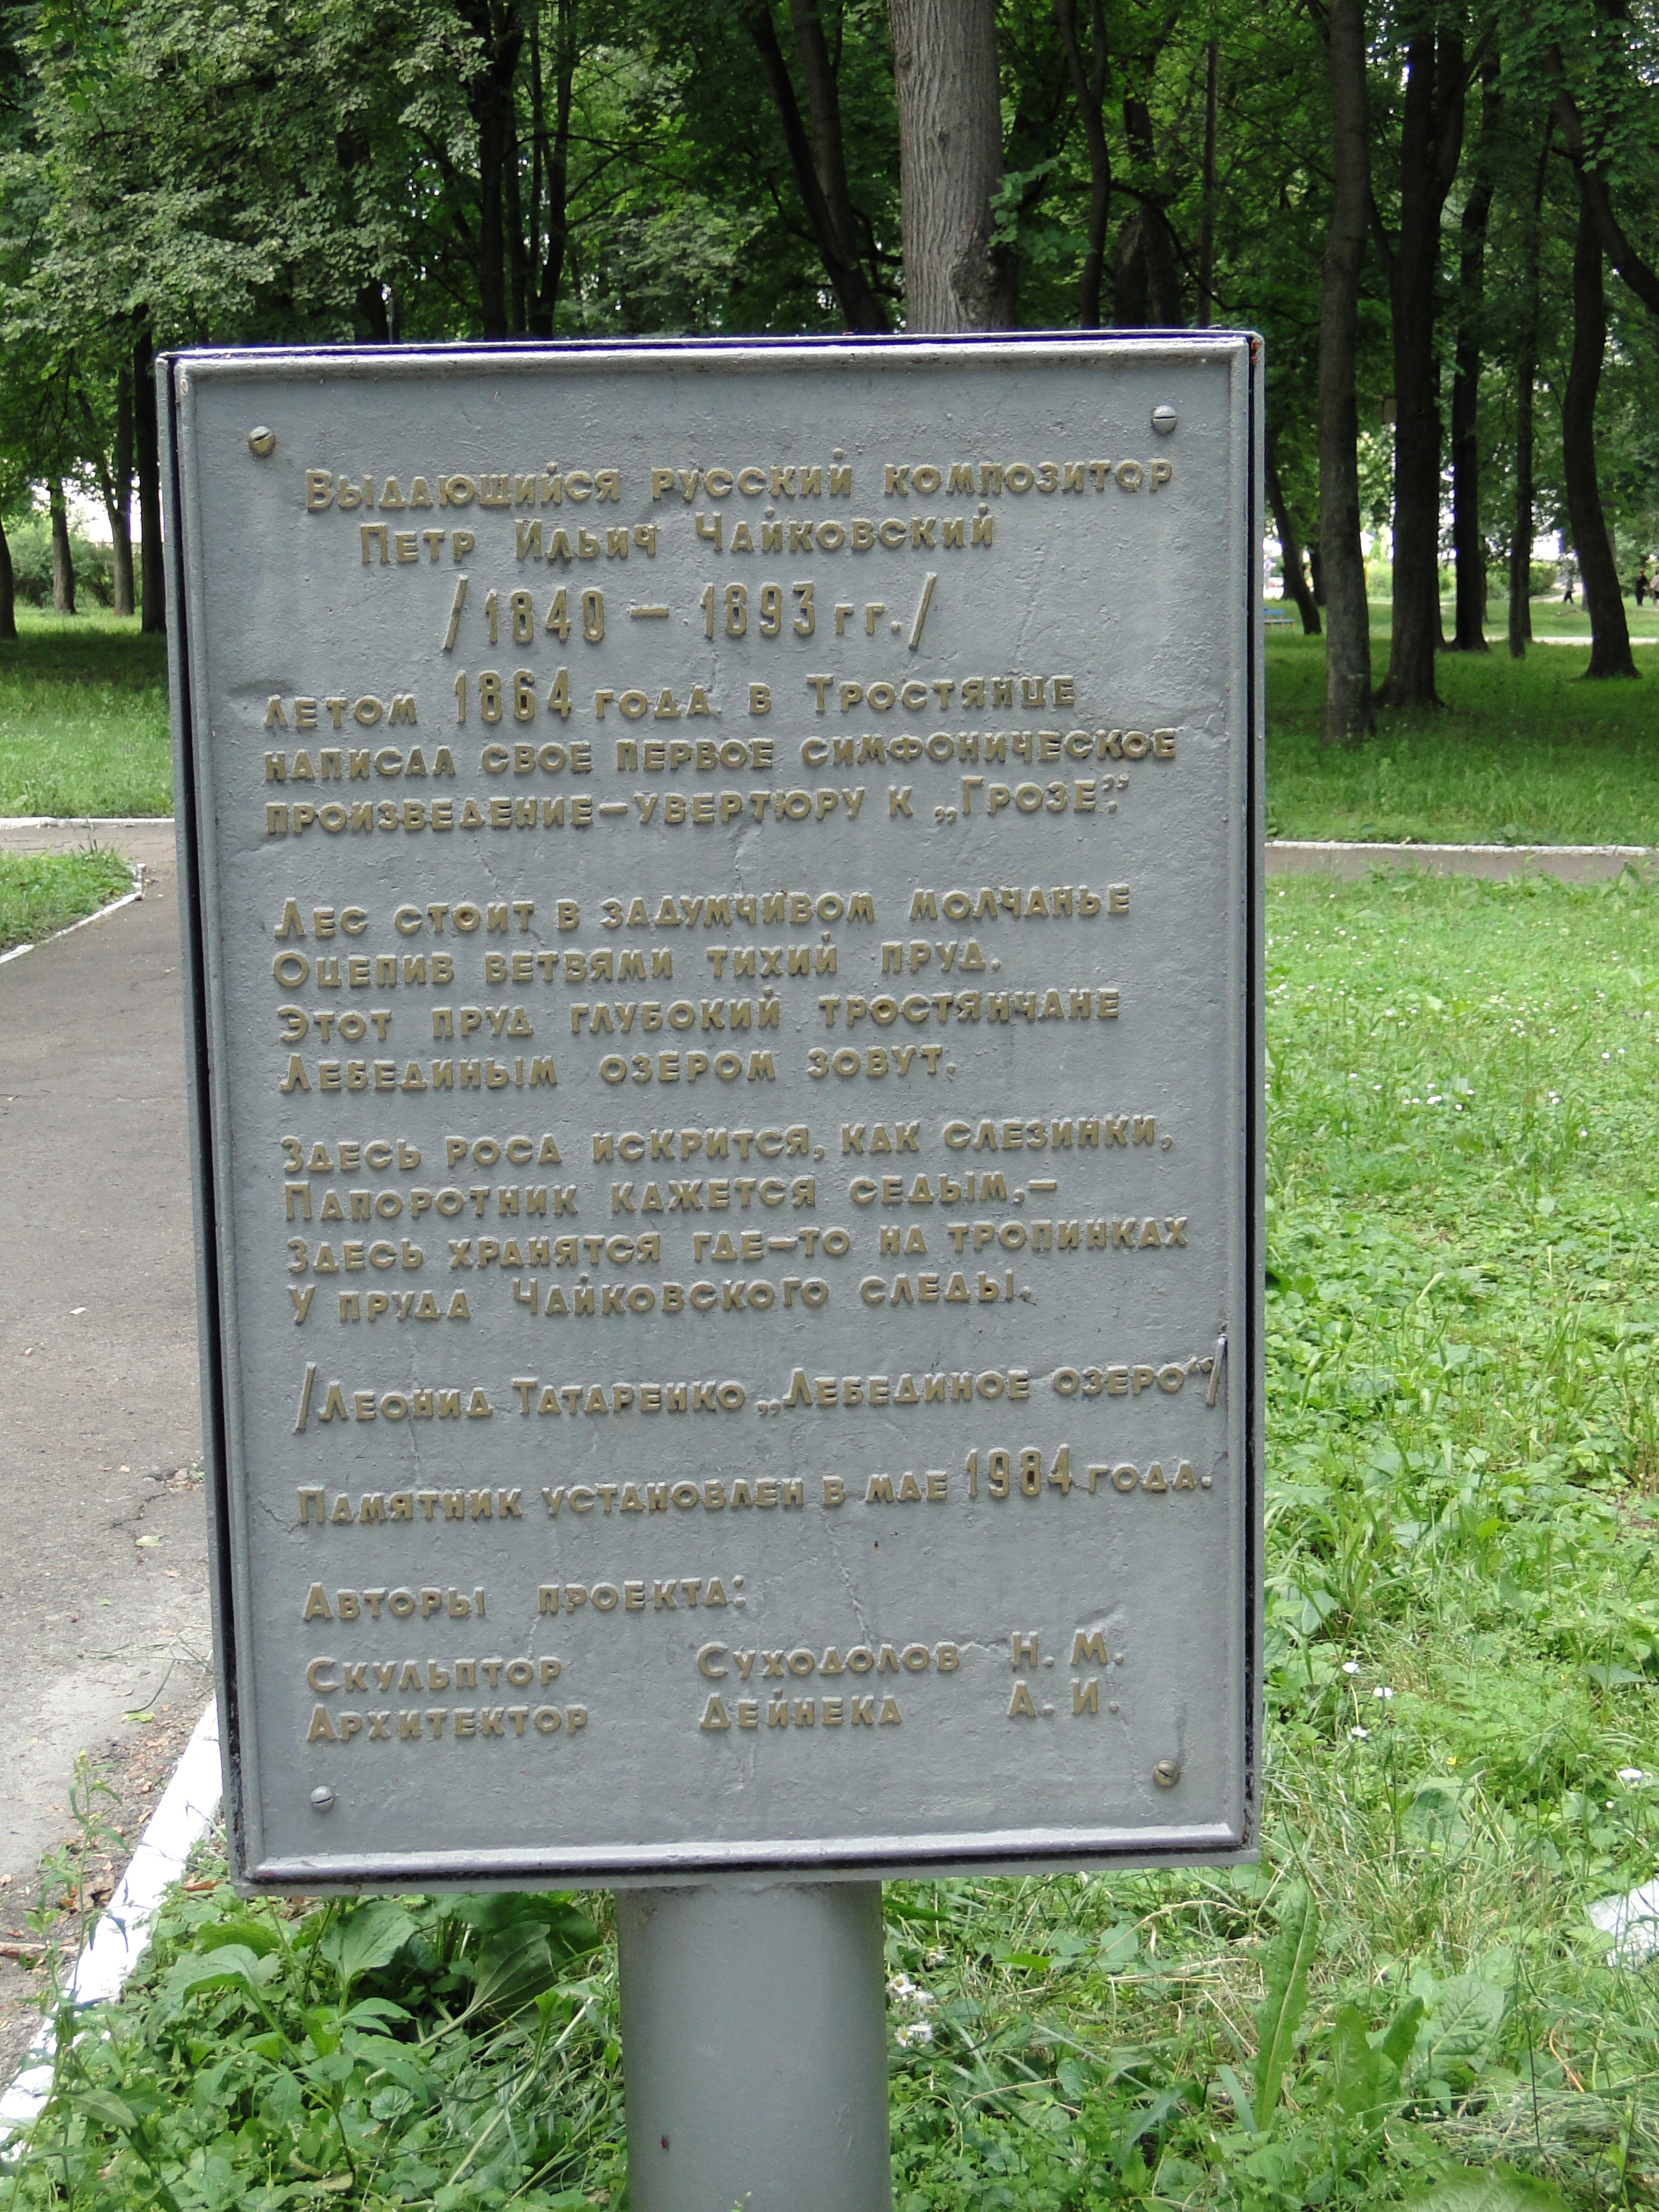 Выдающийся русский композитор
Петр Ильич Чайковский
/1840 – 1893 гг./
летом 1864 года в Тростянце
написал свое первое симфоническое
произведение – увертюру к „Грозе".
Лес стоит в задумчивом молчанье
Оцепив ветвями тихий пруд.
Этот пруд глубокий тростянчане
Лебединым озером зовут.
Здесь роса искрится, как слезинки,
Папоротник кажется седым,–
Здесь хранятся где-то на тропинках
У пруда Чайковского следы.
/Леонид Татаренко „Лебединое озеро“/
Памятник установлен в мае 1984 года.
Авторы проекта:
Скульптор Суходолов Н. М.
Архитектор Дейнека А. И.